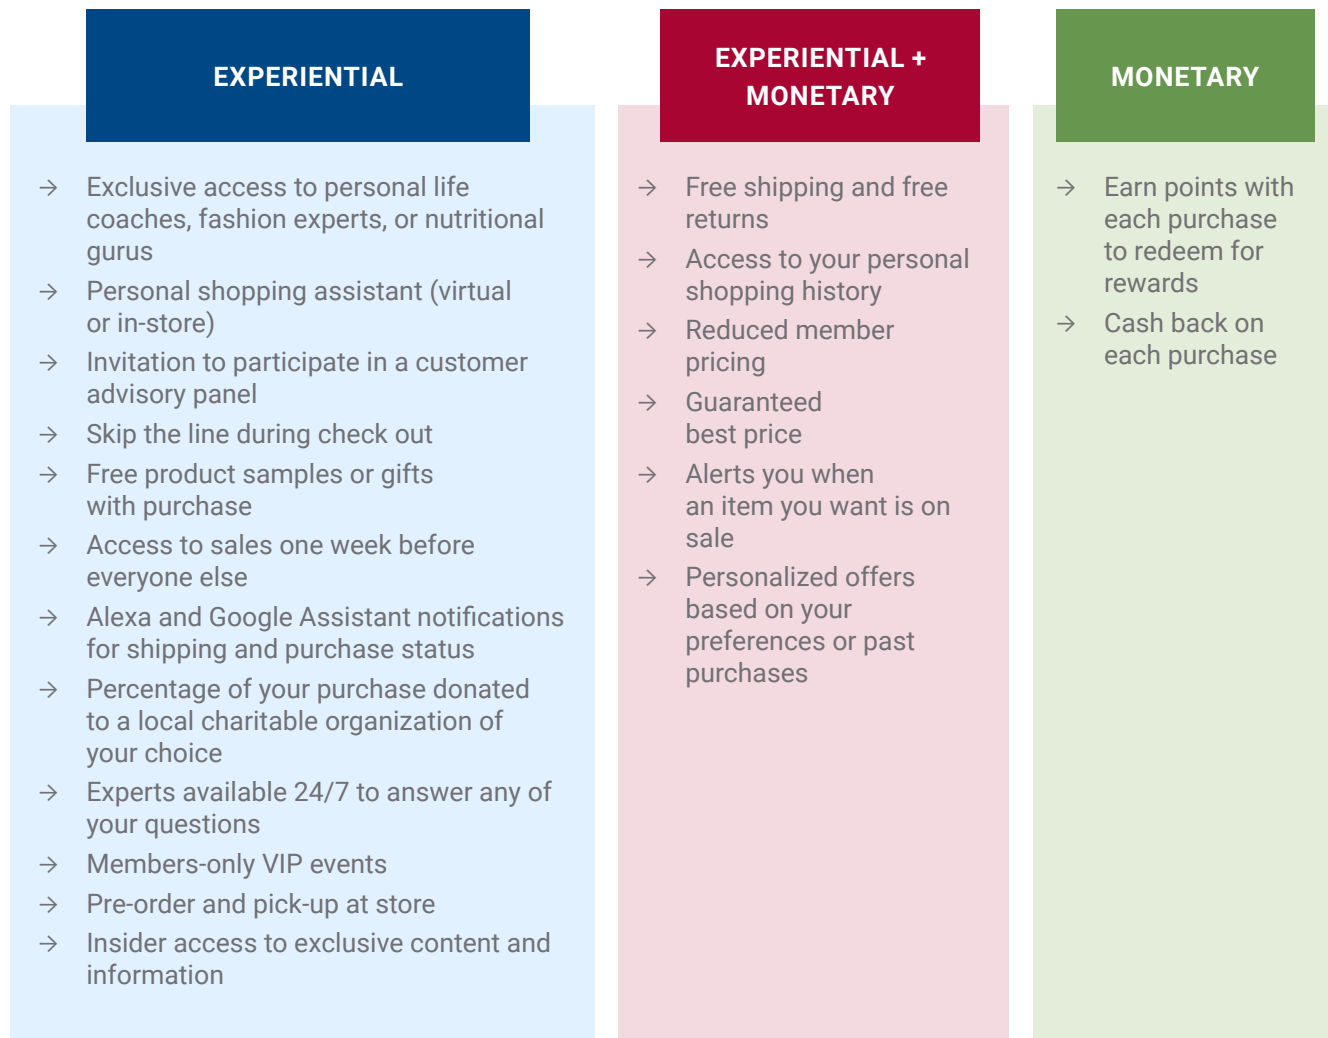 EXPERIENTIAL
→ Exclusive access to personal life
coaches, fashion experts, or nutritional
gurus
→ Personal shopping assistant (virtual
or in-store)
→ Invitation to participate in a customer
advisory panel
→ Skip the line during check out
→ Free product samples or gifts
with purchase
→ Access to sales one week before
everyone else
→ Alexa and Google Assistant notifications
for shipping and purchase status
→ Percentage of your purchase donated
to a local charitable organization of
your choice
→ Experts available 24/7 to answer any of
your questions
→ Members-only VIP events
→ Pre-order and pick-up at store
→ Insider access to exclusive content and
information
EXPERIENTIAL +
MONETARY
→ Free shipping and free
returns
→ Access to your personal
shopping history
→ Reduced member
pricing
→ Guaranteed
best price
→ Alerts you when
an item you want is on
sale
→ Personalized offers
based on your
preferences or past
purchases
MONETARY
→ Earn points with
each purchase
to redeem for
rewards
→ Cash back on
each purchase